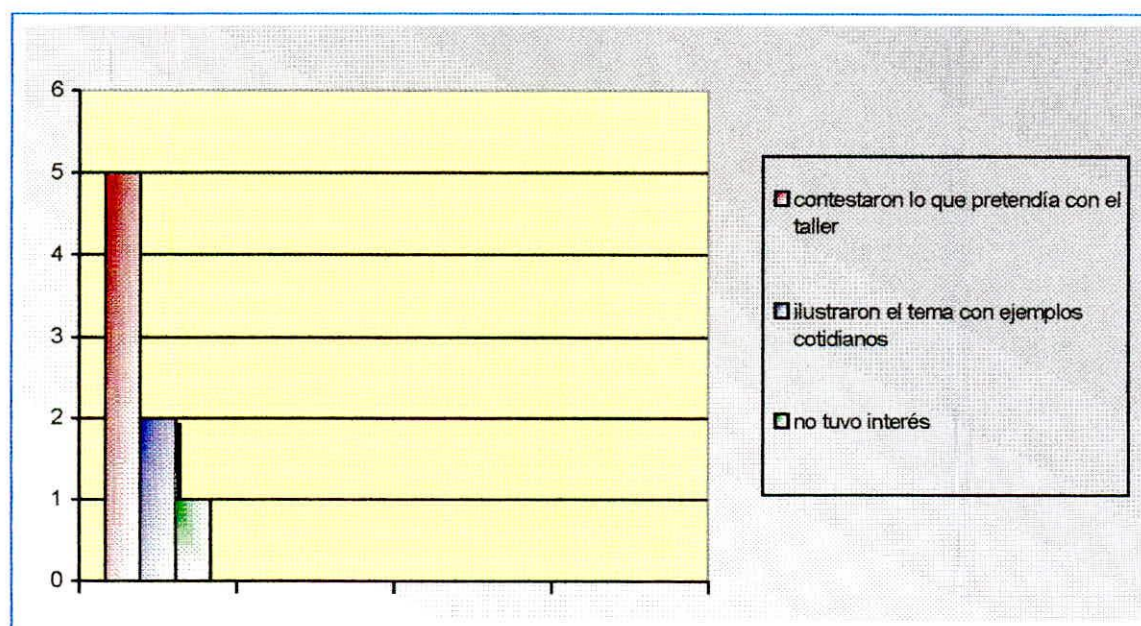 6
5
4
3
2
1
0
contestaron lo que pretendía con el
taller
ilustraron el tema con ejemplos
cotidianos
no tuvo interés